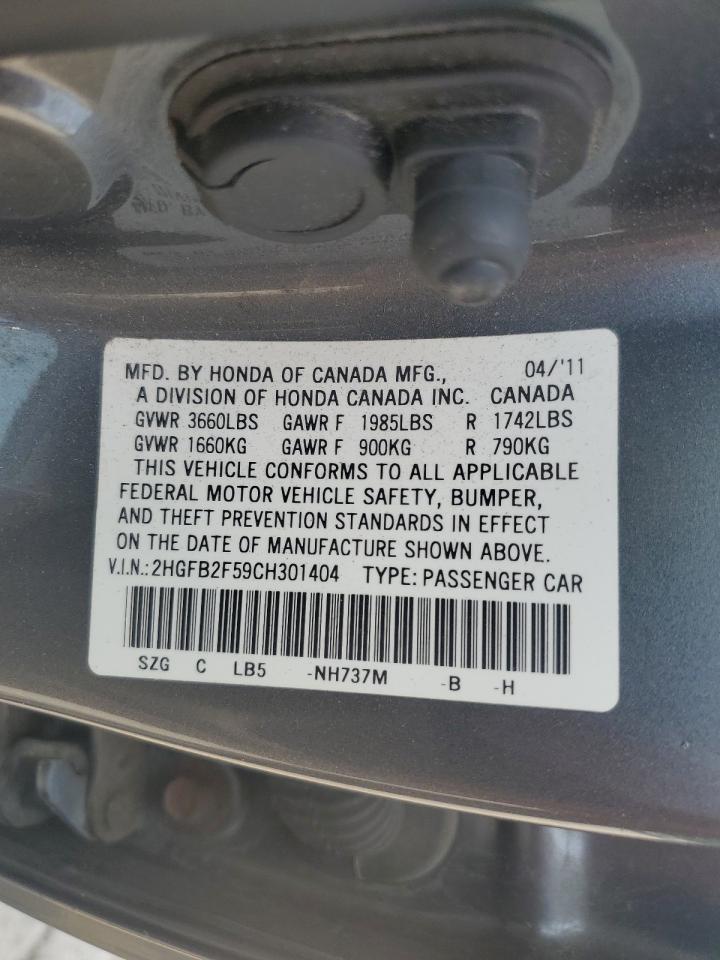 MFD. BY HONDA OF CANADA MFG., 04/'11
A DIVISION OF HONDA CANADA INC. CANADA
GVWR 3660LBS GAWR F 1985LBS R 1742LBS
GVWR 1660KG GAWR F 900KG R 790KG
THIS VEHICLE CONFORMS TO ALL APPLICABLE
FEDERAL MOTOR VEHICLE SAFETY, BUMPER,
AND THEFT PREVENTION STANDARDS IN EFFECT
ON THE DATE OF MANUFACTURE SHOWN ABOVE.
V.I.N.: 2HGFB2F59CH301404 TYPE: PASSENGER CAR
SZG C LB5 -NH737M -B -H